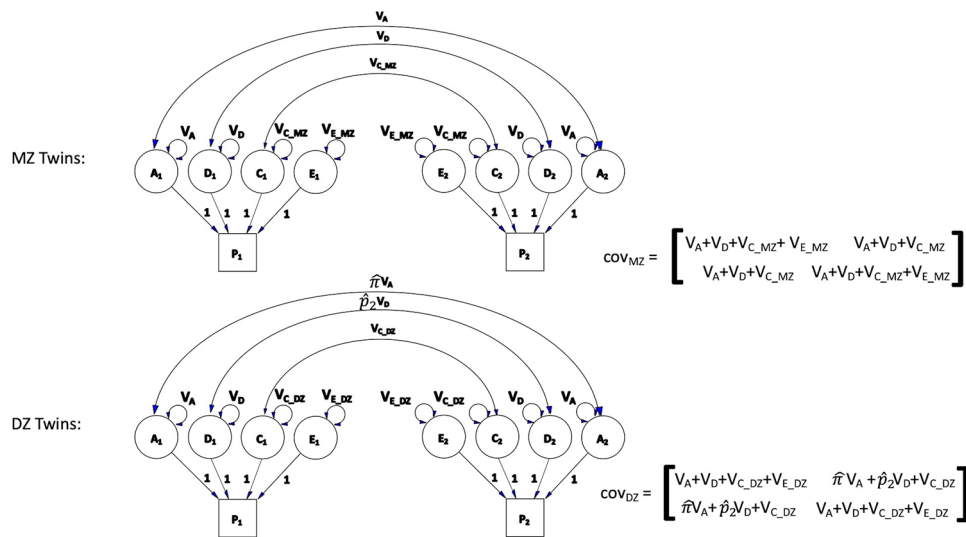 V_A
V_D
V_C_MZ
V_A V_D V_C_MZ V_E_MZ V_E_MZ V_C_MZ V_D V_A
MZ Twins:
A₁ D₁ C₁ E₁ E₂ C₂ D₂ A₂
1 1 1 1 1 1 1 1
P₁ P₂
cov_MZ = [ V_A+V_D+V_C_MZ+ V_E_MZ V_A+V_D+V_C_MZ
V_A+V_D+V_C_MZ V_A+V_D+V_C_MZ+V_E_MZ ]
π̂V_A
p̂₂V_D
V_C_DZ
V_A V_D V_C_DZ V_E_DZ V_E_DZ V_C_DZ V_D V_A
DZ Twins:
A₁ D₁ C₁ E₁ E₂ C₂ D₂ A₂
1 1 1 1 1 1 1 1
P₁ P₂
cov_DZ = [ V_A+V_D+V_C_DZ+V_E_DZ π̂V_A +p̂₂V_D+V_C_DZ
π̂V_A+p̂₂V_D+V_C_DZ V_A+V_D+V_C_DZ+V_E_DZ ]